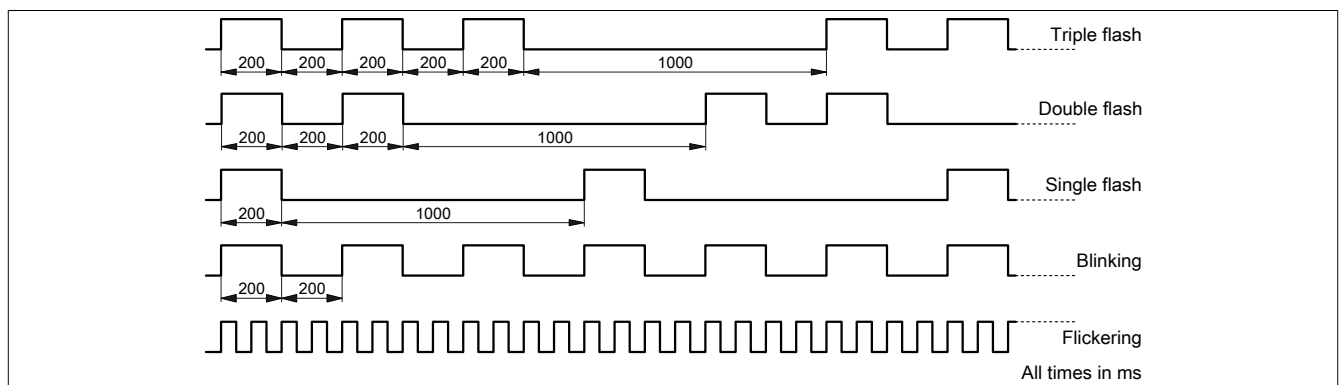 Triple flash
200 200 200 200 200 1000
Double flash
200 200 200 1000
Single flash
200 1000
Blinking
200 200
Flickering
All times in ms